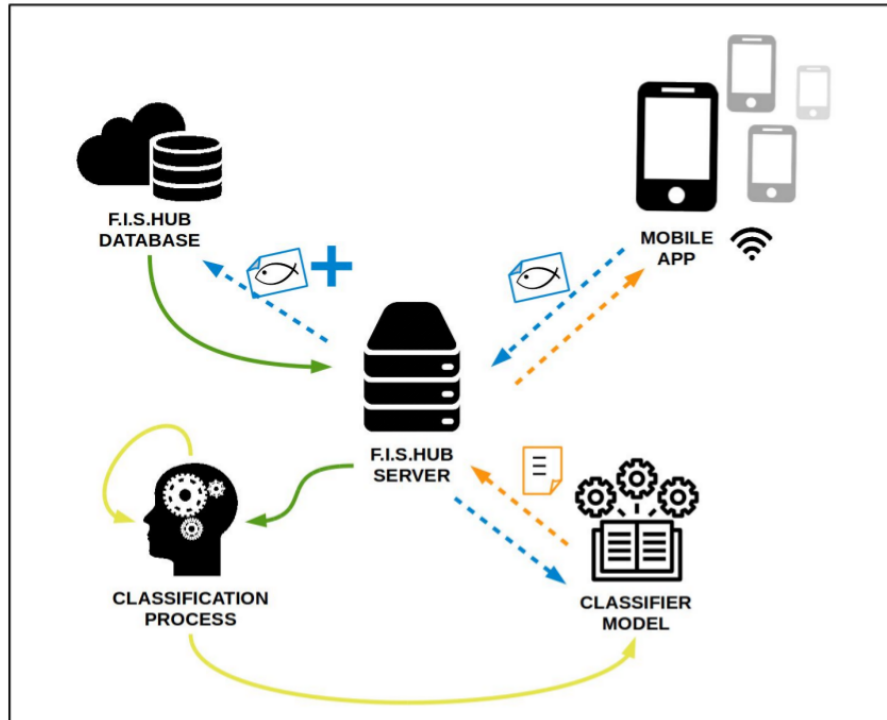 F.I.S.HUB
DATABASE
MOBILE
APP
F.I.S.HUB
SERVER
CLASSIFICATION
PROCESS
CLASSIFIER
MODEL